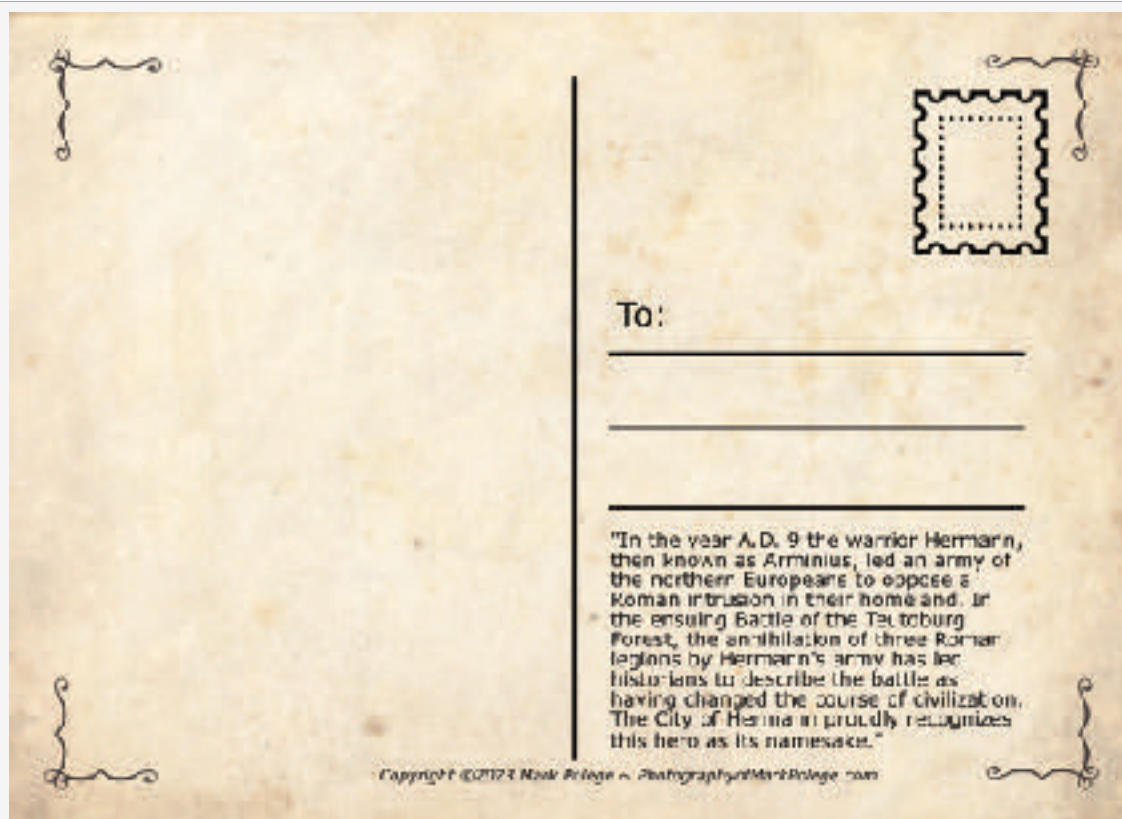 To:
"In the year A.D. 9 the warrior Hermann,
then known as Arminius, led an army of
the northern Europeans to oppose a
Roman intrusion in their homeland. In
the ensuing Battle of the Teutoburg
Forest, the annihilation of three Roman
legions by Hermann's army has led
historians to describe the battle as
having changed the course of civilization.
The City of Hermann proudly recognizes
this hero as its namesake."
Copyright ©2023 Mark